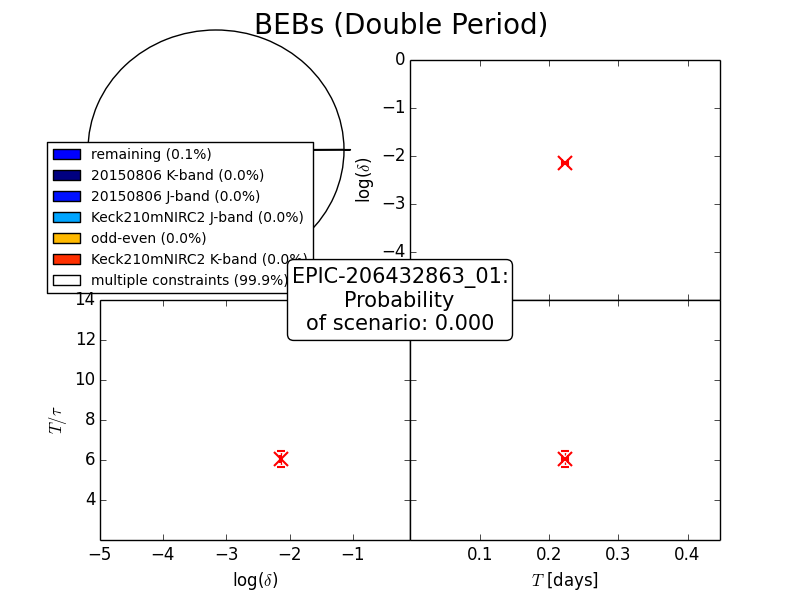 BEBs (Double Period)
remaining (0.1%)
20150806 K-band (0.0%)
20150806 J-band (0.0%)
Keck210mNIRC2 J-band (0.0%)
odd-even (0.0%)
Keck210mNIRC2 K-band (0.0%)
multiple constraints (99.9%)
0
−1
−2
−3
−4
log(δ)
EPIC-206432863_01:
Probability
of scenario: 0.000
14
12
10
8
6
4
T/τ
−5 −4 −3 −2 −1
log(δ)
0.1 0.2 0.3 0.4
T [days]